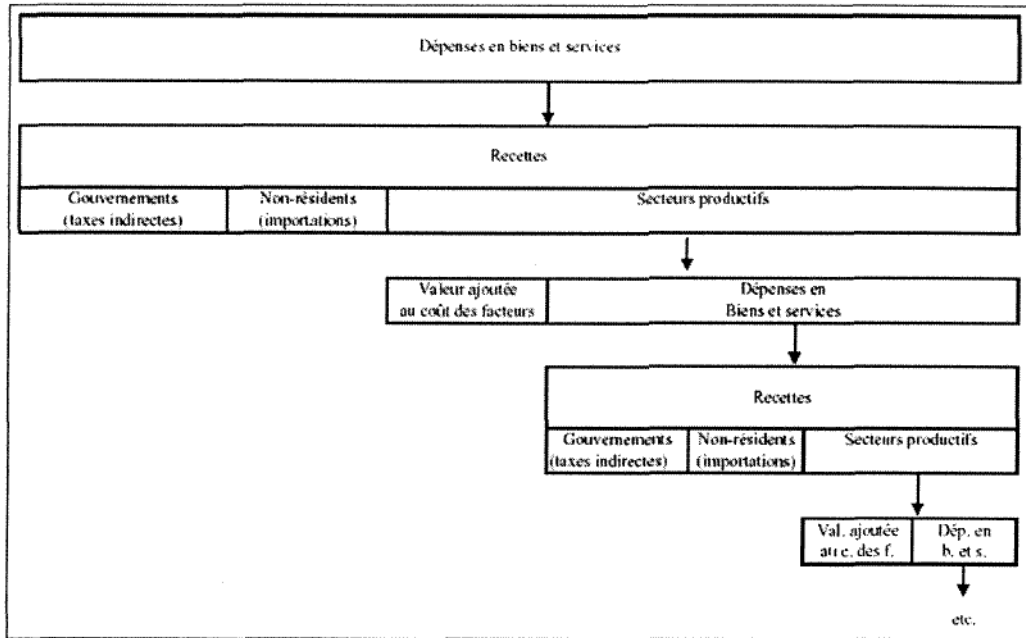 Dépenses en biens et services
Recettes
Gouvernements
(taxes indirectes)
Non-résidents
(importations)
Secteurs productifs
Valeur ajoutée
au coût des facteurs
Dépenses en
Biens et services
Recettes
Gouvernements
(taxes indirectes)
Non-résidents
(importations)
Secteurs productifs
Val. ajoutée
au c. des f.
Dép. en
b. et s.
etc.